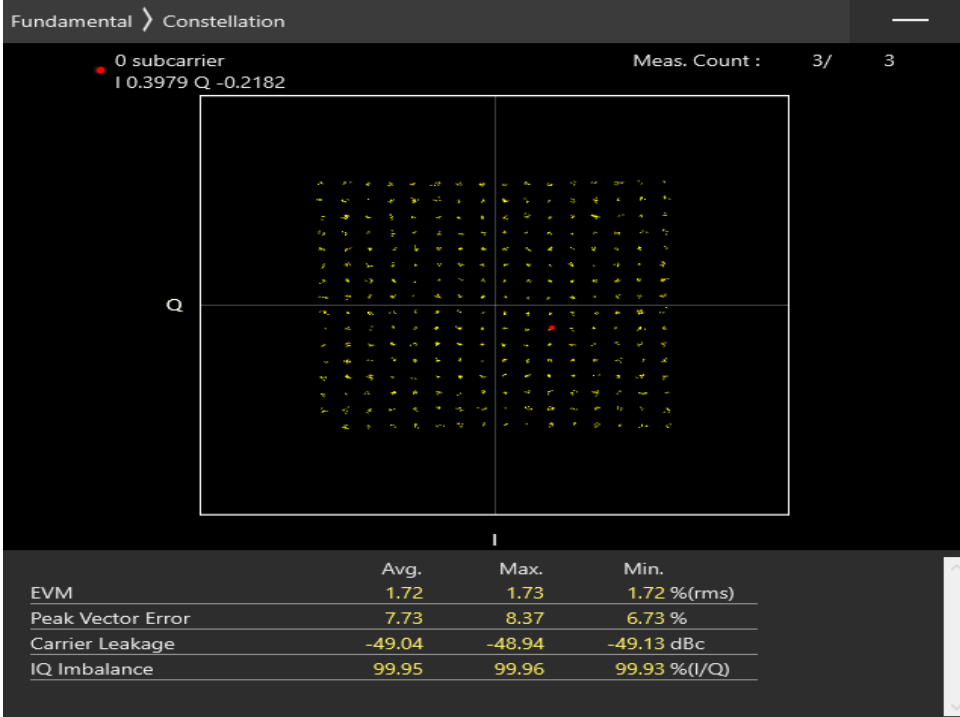 Fundamental 〉 Constellation
0 subcarrier
Meas. Count : 3/ 3
I 0.3979 Q -0.2182
Q
I
Avg. Max. Min.
EVM 1.72 1.73 1.72 %(rms)
Peak Vector Error 7.73 8.37 6.73 %
Carrier Leakage -49.04 -48.94 -49.13 dBc
IQ Imbalance 99.95 99.96 99.93 %(I/Q)